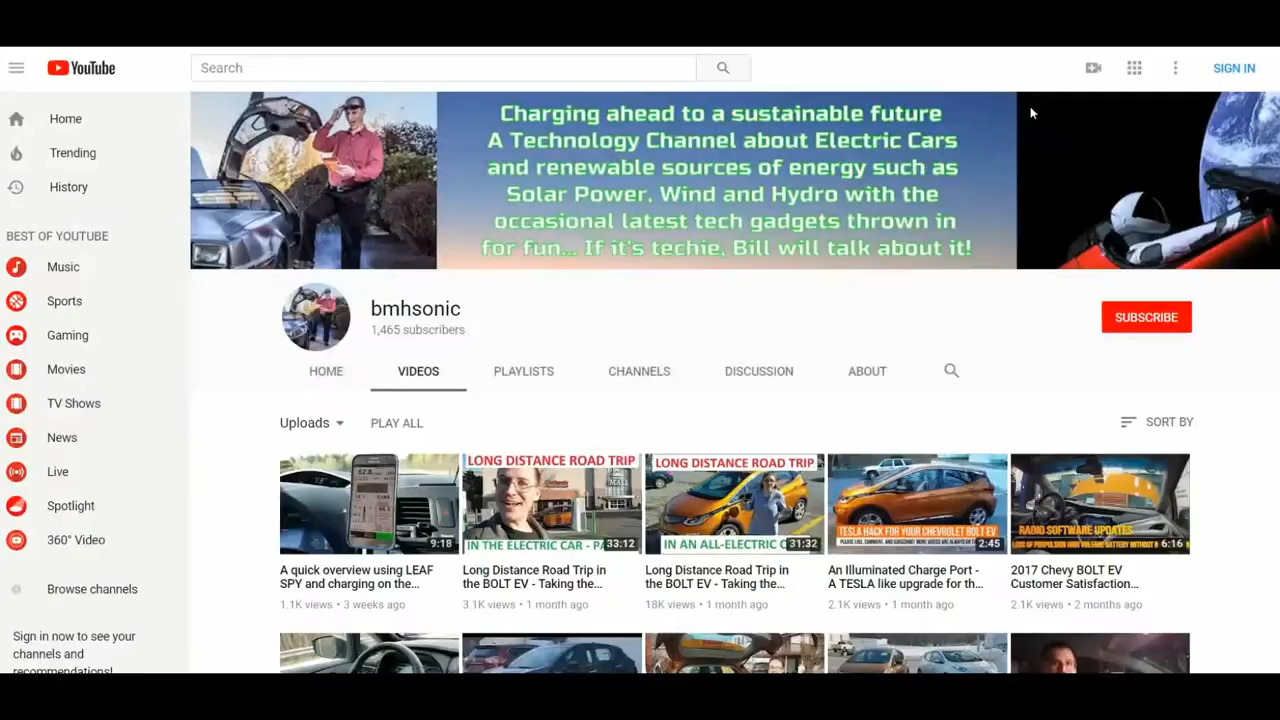 YouTube
Search
SIGN IN
Home
Trending
History
BEST OF YOUTUBE
Music
Sports
Gaming
Movies
TV Shows
News
Live
Spotlight
360° Video
Browse channels
Sign in now to see your
channels and
recommendations!
Charging ahead to a sustainable future
A Technology Channel about Electric Cars
and renewable sources of energy such as
Solar Power, Wind and Hydro with the
occasional latest tech gadgets thrown in
for fun... If it's techie, Bill will talk about it!
bmhsonic
1,465 subscribers
SUBSCRIBE
HOME VIDEOS PLAYLISTS CHANNELS DISCUSSION ABOUT
Uploads PLAY ALL SORT BY
9:18
A quick overview using LEAF
SPY and charging on the...
1.1K views • 3 weeks ago
LONG DISTANCE ROAD TRIP
MALL
IN THE ELECTRIC CAR - PA
33:12
Long Distance Road Trip in
the BOLT EV - Taking the...
3.1K views • 1 month ago
LONG DISTANCE ROAD TRIP
IN AN ALL-ELECTRIC C
31:32
Long Distance Road Trip in
the BOLT EV - Taking the...
18K views • 1 month ago
TESLA HACK FOR YOUR CHEVROLET BOLT EV
2:45
An Illuminated Charge Port -
A TESLA like upgrade for th...
2.1K views • 1 month ago
RADIO SOFTWARE UPDATES
LOSS OF PROPULSION HIGH VOLTAGE BATTERY WITHOUT
6:16
2017 Chevy BOLT EV
Customer Satisfaction...
2.1K views • 2 months ago